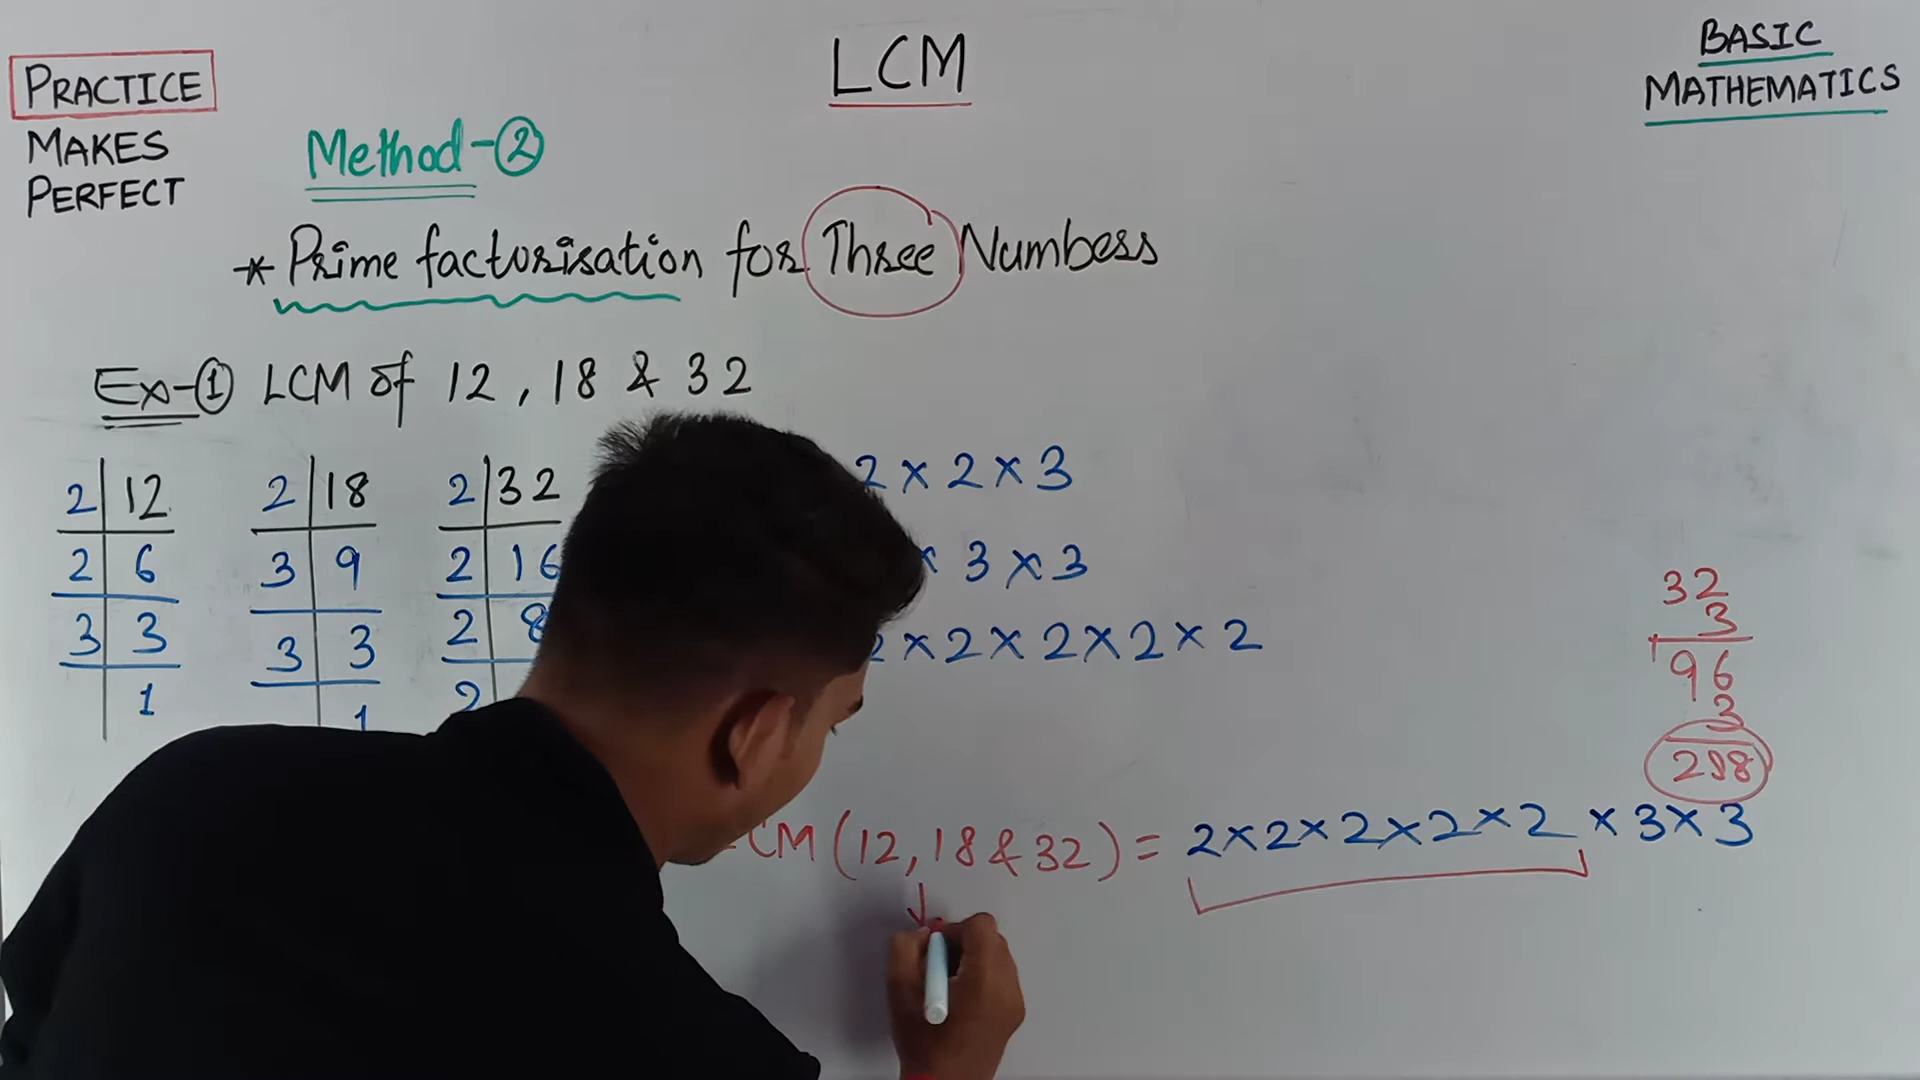 PRACTICE
MAKES
PERFECT
LCM
BASIC
MATHEMATICS
Method-②
* Prime factorisation for Three Numbers
Ex-① LCM of 12, 18 & 32
2 12
2 6
3 3
1
2 18
3 9
3 3
1
2 32
2 16
2 8
2
2 × 2 × 3
× 3 × 3
2 × 2 × 2 × 2 × 2
32
3
96
3
298
CM (12, 18 & 32) = 2 × 2 × 2 × 2 × 2 × 3 × 3